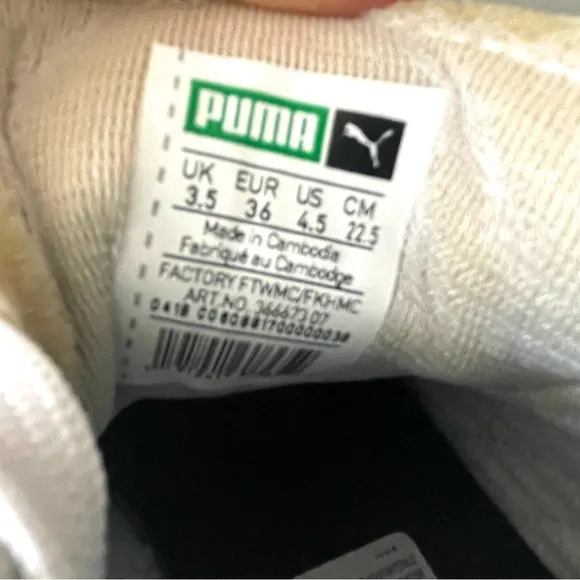 PUMA
UK EUR US CM
3.5 36 4.5 22.5
Made in Cambodia
Fabriqué au Cambodge
FACTORY FTWMC/FKHMC
ART.NO. 366673 07